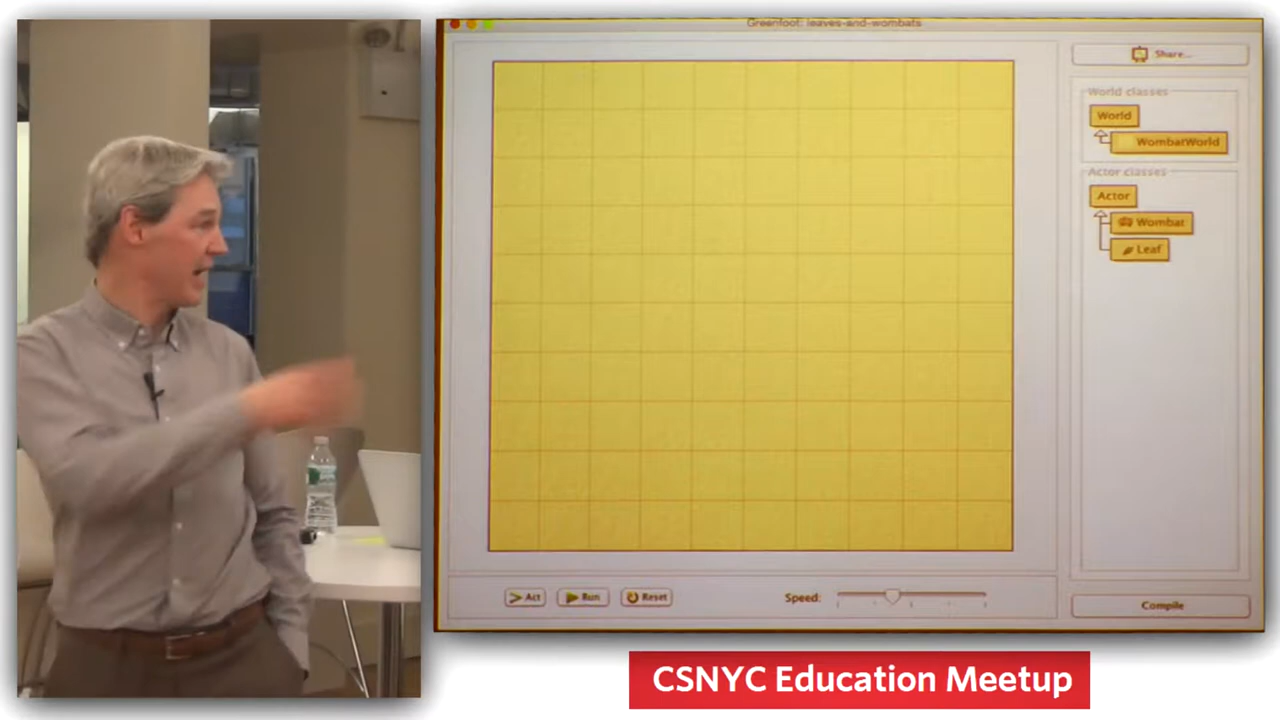 Greenfoot: leaves-and-wombats
Share...
World classes
World
WombatWorld
Actor classes
Actor
Wombat
Leaf
Act
Run
Reset
Speed:
Compile
CSNYC Education Meetup